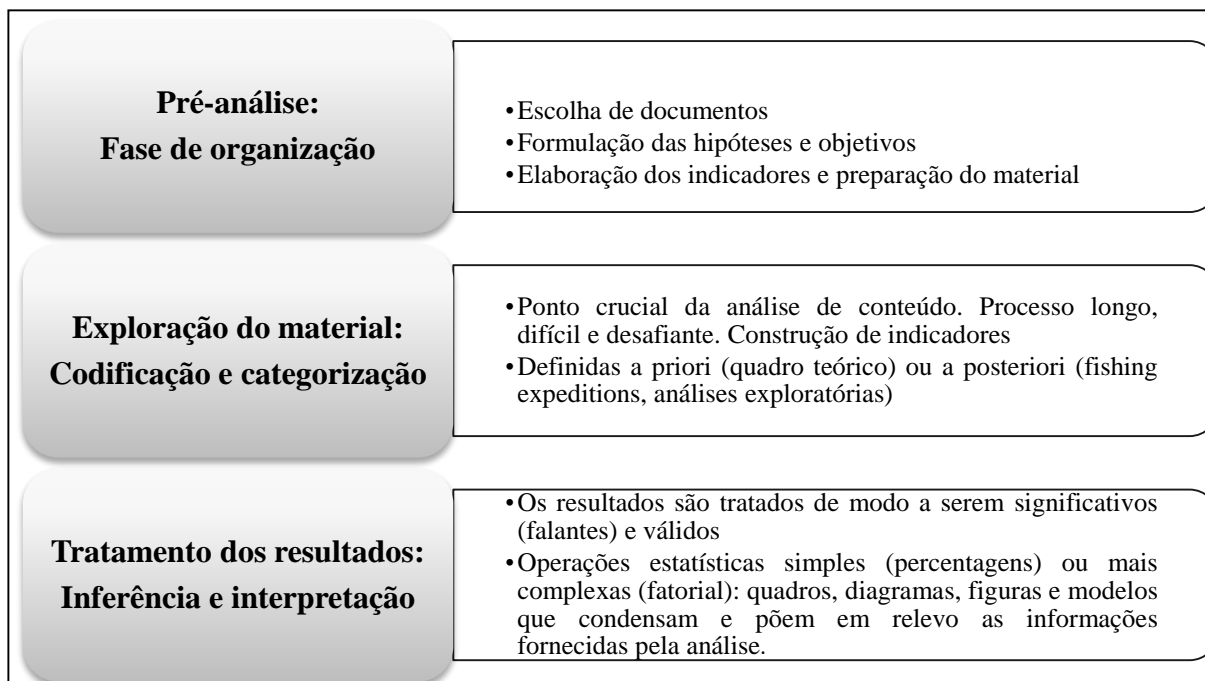 Pré-análise:
Fase de organização
•Escolha de documentos
•Formulação das hipóteses e objetivos
•Elaboração dos indicadores e preparação do material
Exploração do material:
Codificação e categorização
•Ponto crucial da análise de conteúdo. Processo longo,
difícil e desafiante. Construção de indicadores
•Definidas a priori (quadro teórico) ou a posteriori (fishing
expeditions, análises exploratórias)
Tratamento dos resultados:
Inferência e interpretação
•Os resultados são tratados de modo a serem significativos
(falantes) e válidos
•Operações estatísticas simples (percentagens) ou mais
complexas (fatorial): quadros, diagramas, figuras e modelos
que condensam e põem em relevo as informações
fornecidas pela análise.